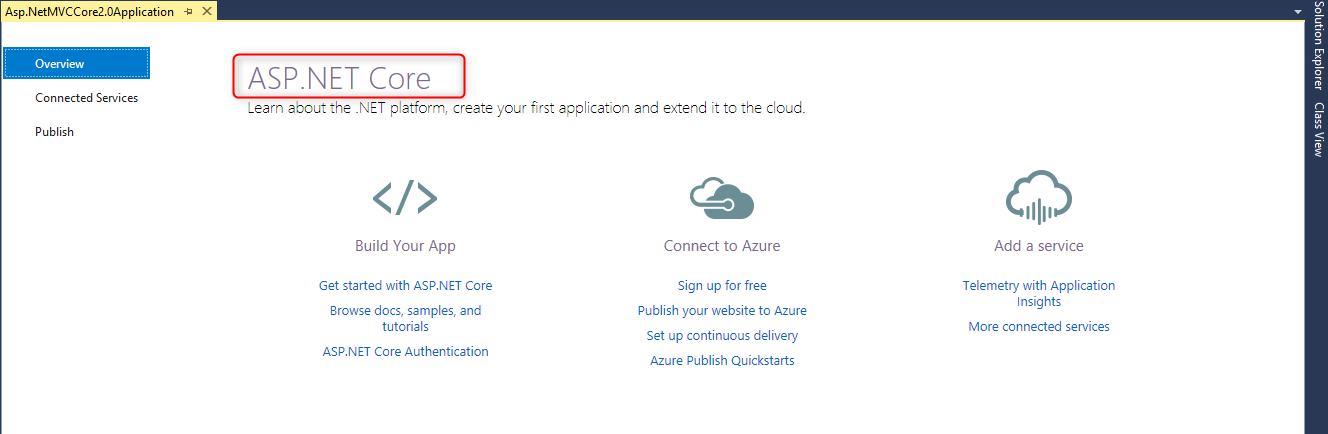 Asp.NetMVCCore2.0Application
Overview
Connected Services
Publish
ASP.NET Core
Learn about the .NET platform, create your first application and extend it to the cloud.
Build Your App
Get started with ASP.NET Core
Browse docs, samples, and
tutorials
ASP.NET Core Authentication
Connect to Azure
Sign up for free
Publish your website to Azure
Set up continuous delivery
Azure Publish Quickstarts
Add a service
Telemetry with Application
Insights
More connected services
Solution Explorer
Class View